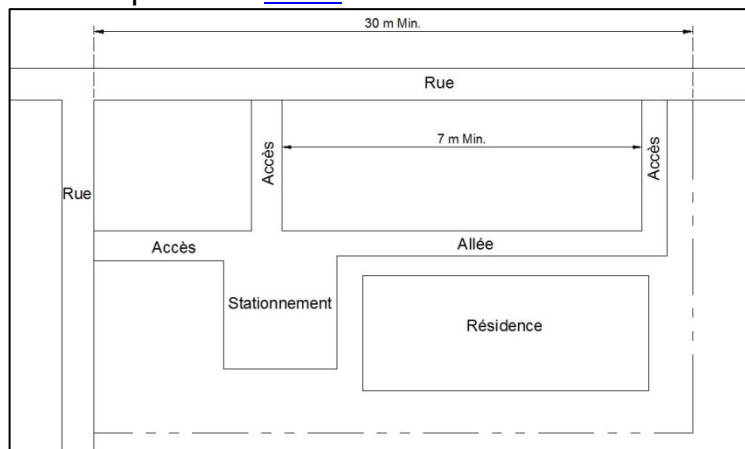 30 m Min.
Rue
7 m Min.
Accès
Accès
Rue
Accès
Allée
Stationnement
Résidence